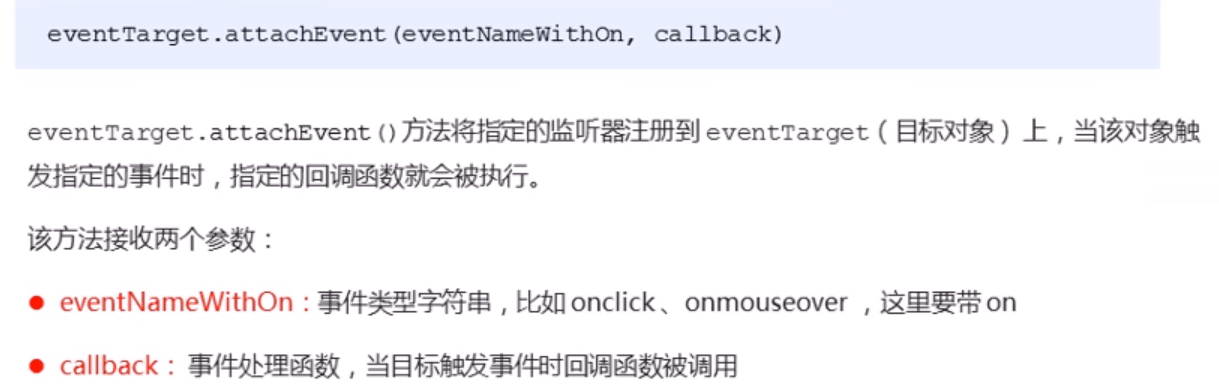 eventTarget.attachEvent(eventNameWithOn, callback)
eventTarget.attachEvent()方法将指定的监听器注册到 eventTarget（目标对象）上，当该对象触
发指定的事件时，指定的回调函数就会被执行。
该方法接收两个参数：
● eventNameWithOn：事件类型字符串，比如 onclick、onmouseover ，这里要带 on
● callback： 事件处理函数，当目标触发事件时回调函数被调用